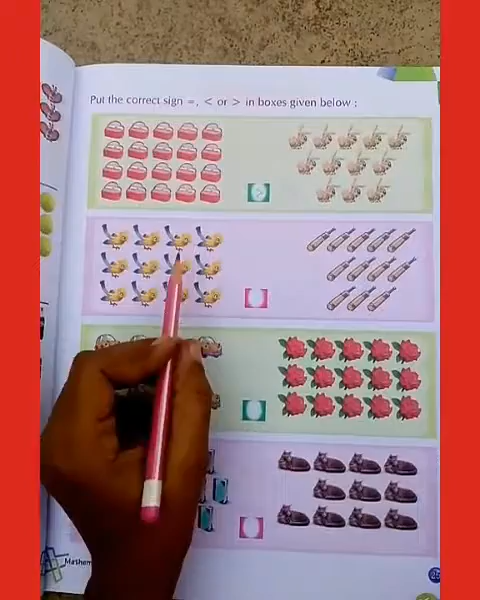 Put the correct sign =, < or > in boxes given below :
>